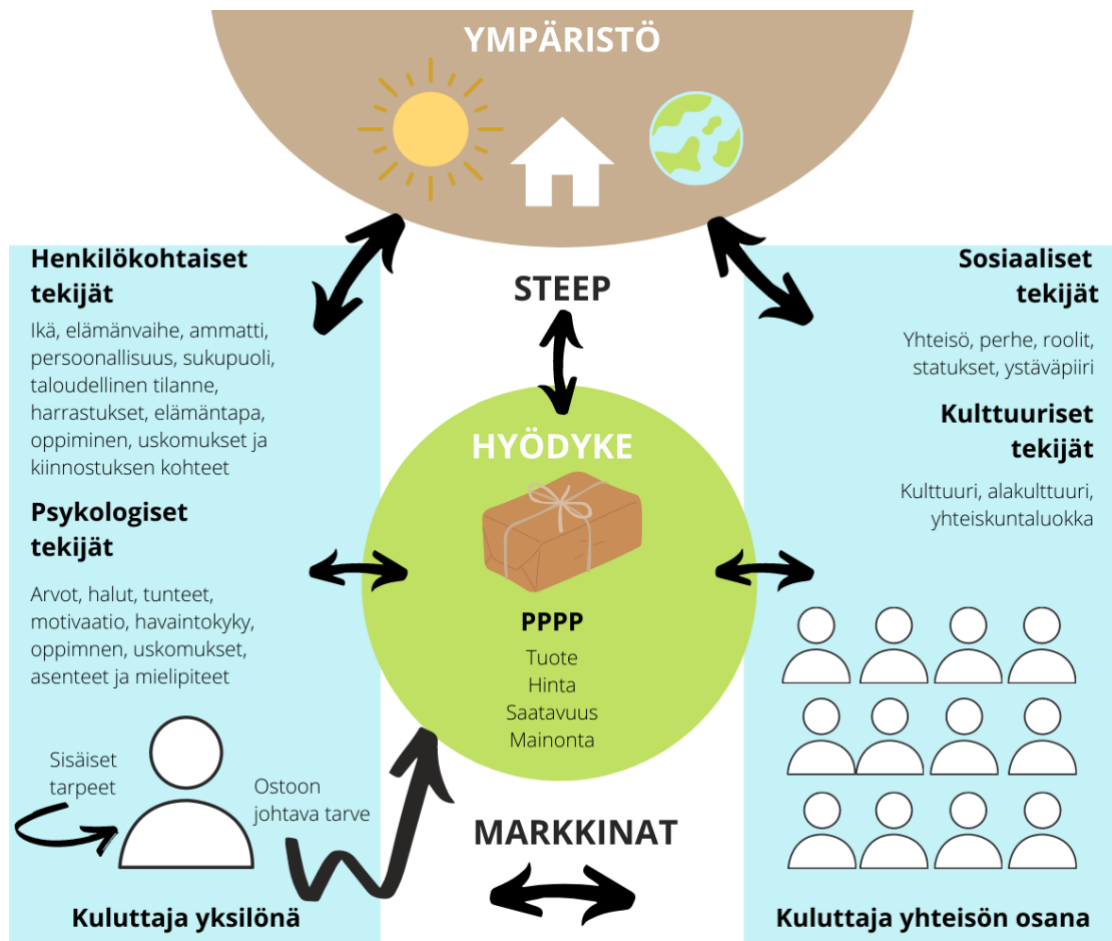 YMPÄRISTÖ
Henkilökohtaiset
tekijät
Ikä, elämänvaihe, ammatti,
persoonallisuus, sukupuoli,
taloudellinen tilanne,
harrastukset, elämäntapa,
oppiminen, uskomukset ja
kiinnostuksen kohteet
Psykologiset
tekijät
Arvot, halut, tunteet,
motivaatio, havaintokyky,
oppimnen, uskomukset,
asenteet ja mielipiteet
Sisäiset
tarpeet
Ostoon
johtava tarve
Kuluttaja yksilönä
STEEP
HYÖDYKE
PPPP
Tuote
Hinta
Saatavuus
Mainonta
MARKKINAT
Sosiaaliset
tekijät
Yhteisö, perhe, roolit,
statukset, ystäväpiiri
Kulttuuriset
tekijät
Kulttuuri, alakulttuuri,
yhteiskuntaluokka
Kuluttaja yhteisön osana